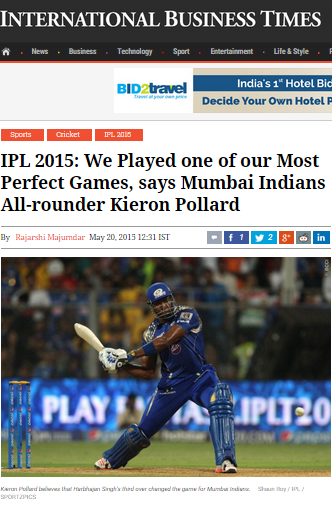 INTERNATIONAL BUSINESS TIMES
News Business Technology Sport Entertainment Life & Style
BID2travel
Travel at your own price
India's 1st Hotel Bid
Decide Your Own Hotel P
Sports Cricket IPL 2015
IPL 2015: We Played one of our Most
Perfect Games, says Mumbai Indians
All-rounder Kieron Pollard
By Rajarshi Majumdar May 20, 2015 12:31 IST
1 2 1
PLAY IPL20
Kieron Pollard believes that Harbhajan Singh's third over changed the game for Mumbai Indians. Shaun Roy / IPL /
SPORTZPICS